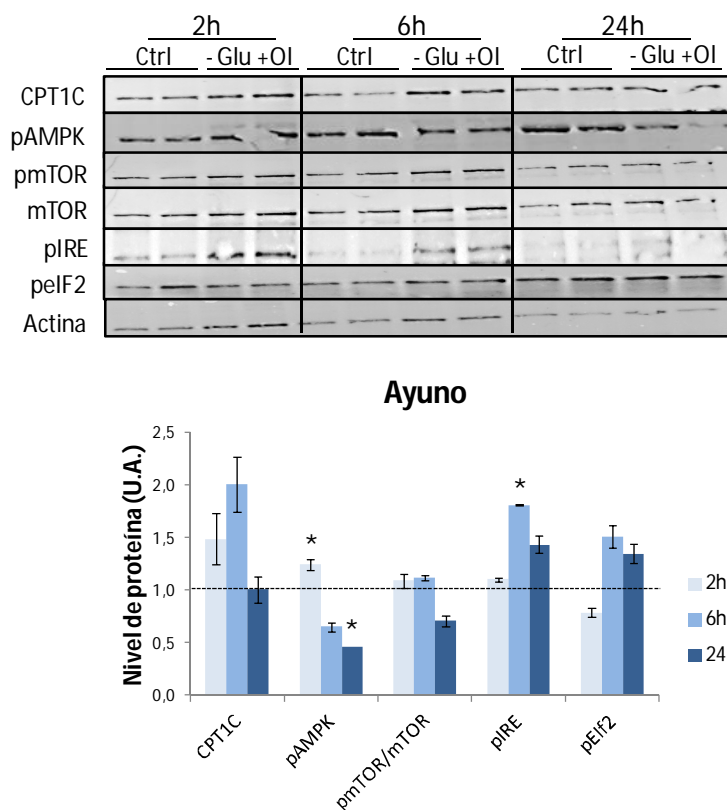 2h 6h 24h
Ctrl - Glu +Ol Ctrl - Glu +Ol Ctrl - Glu +Ol
CPT1C
pAMPK
pmTOR
mTOR
pIRE
peIF2
Actina
Ayuno
Nivel de proteína (U.A.)
2,5
2,0
1,5
1,0
0,5
0,0
* * *
CPT1C pAMPK pmTOR/mTOR pIRE pEIf2
2h
6h
24